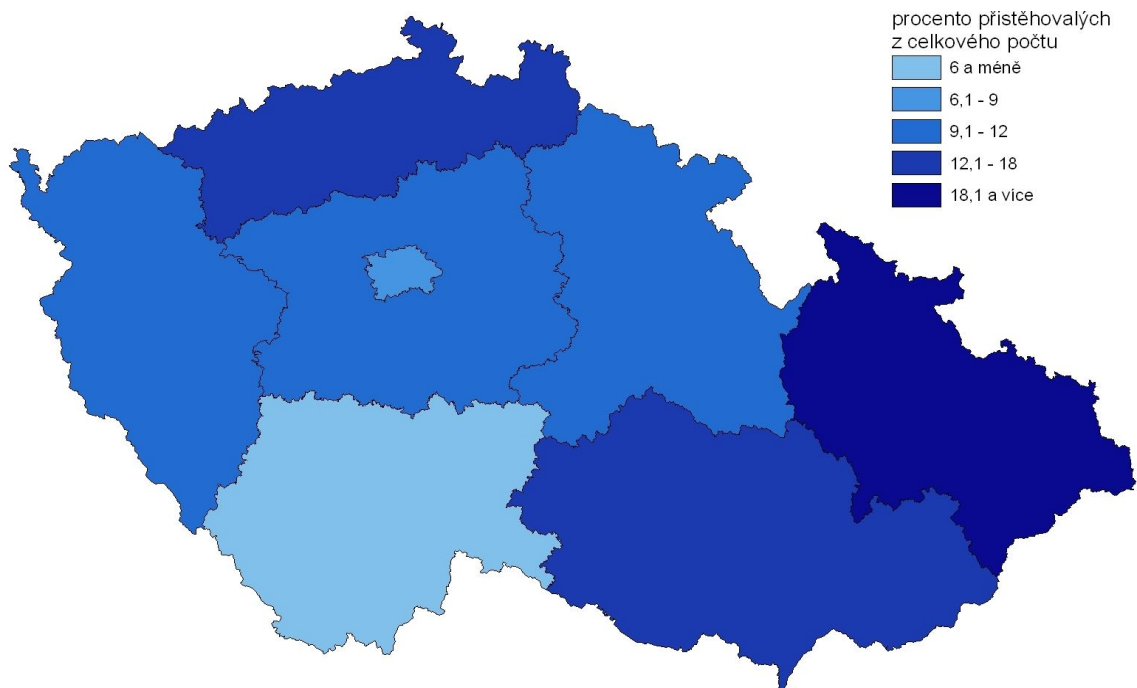 procento přistěhovalých
z celkového počtu
6 a méně
6,1 - 9
9,1 - 12
12,1 - 18
18,1 a více